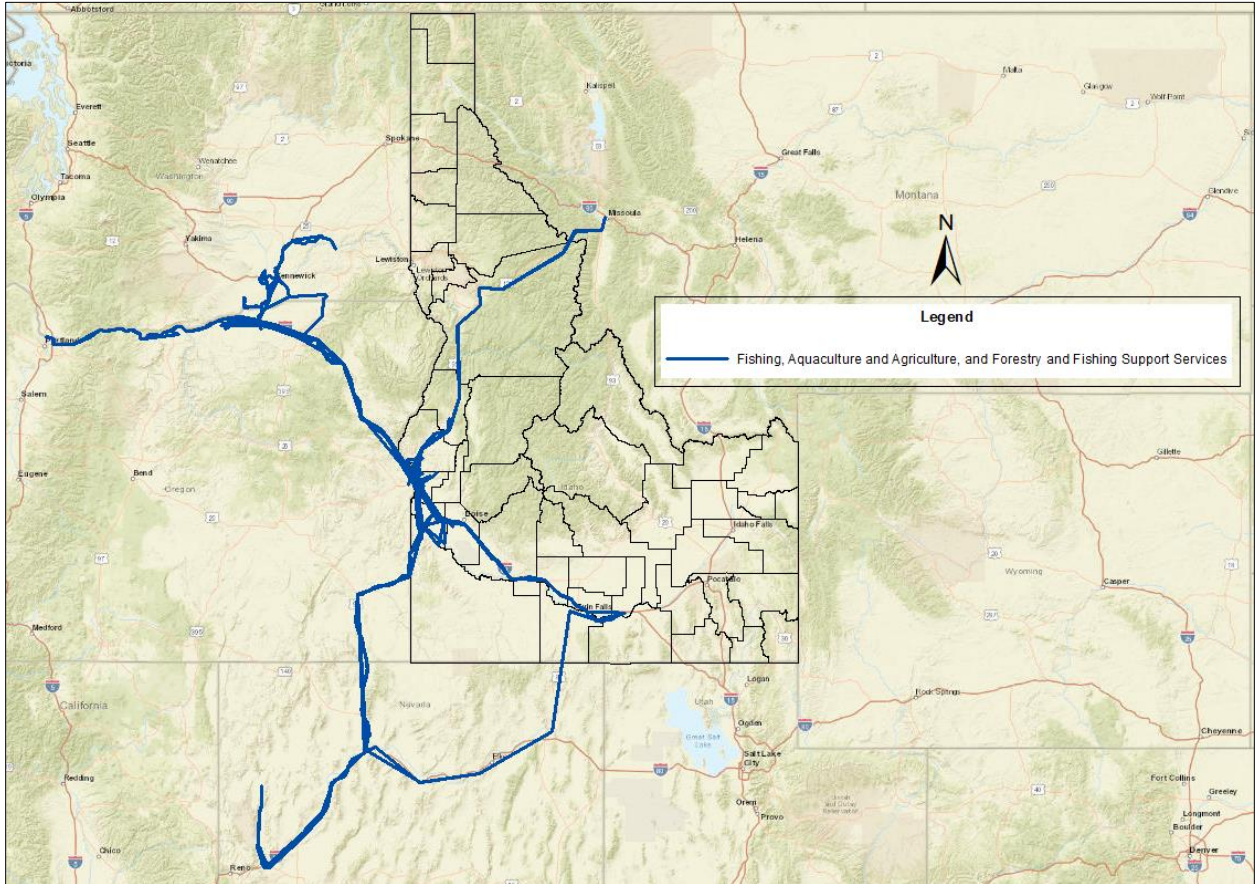 Abbotsford
Victoria
Everett
Seattle
Tacoma
Olympia
Wenatchee
Washington
Yakima
Spokane
Kalispell
Malta
Glasgow
Wolf Point
Great Falls
Montana
Glendive
Missoula
Helena
Lewiston
Lewiston
Orchards
Kennewick
N
Legend
Fishing, Aquaculture and Agriculture, and Forestry and Fishing Support Services
Portland
Salem
Eugene
Bend
Oregon
Medford
Boise
Idaho
Idaho Falls
Pocatello
Twin Falls
Gillette
Wyoming
Casper
Rock Springs
Cheyenne
Logan
Utah
Ogden
Great Salt
Lake
Salt Lake
City
Orem
Provo
California
Nevada
Elko
Redding
Chico
Reno
Fort Collins
Greeley
Longmont
Boulder
Denver